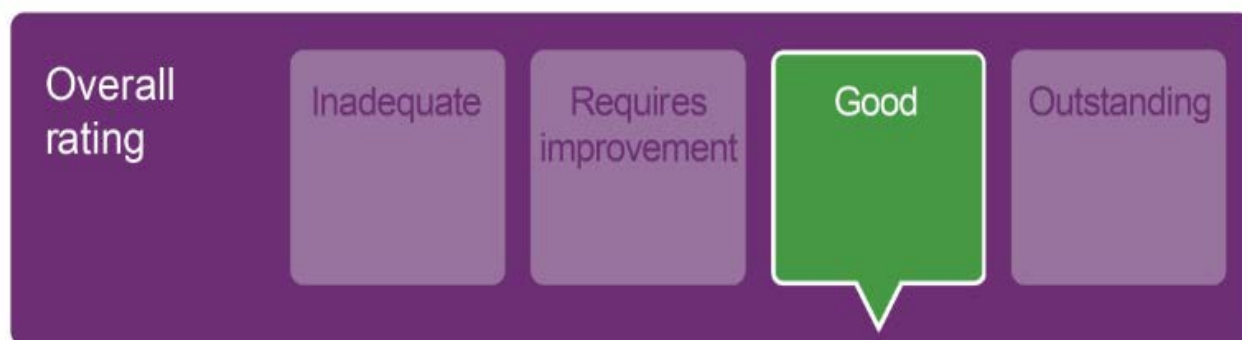 Overall
rating
Inadequate
Requires
improvement
Good
Outstanding